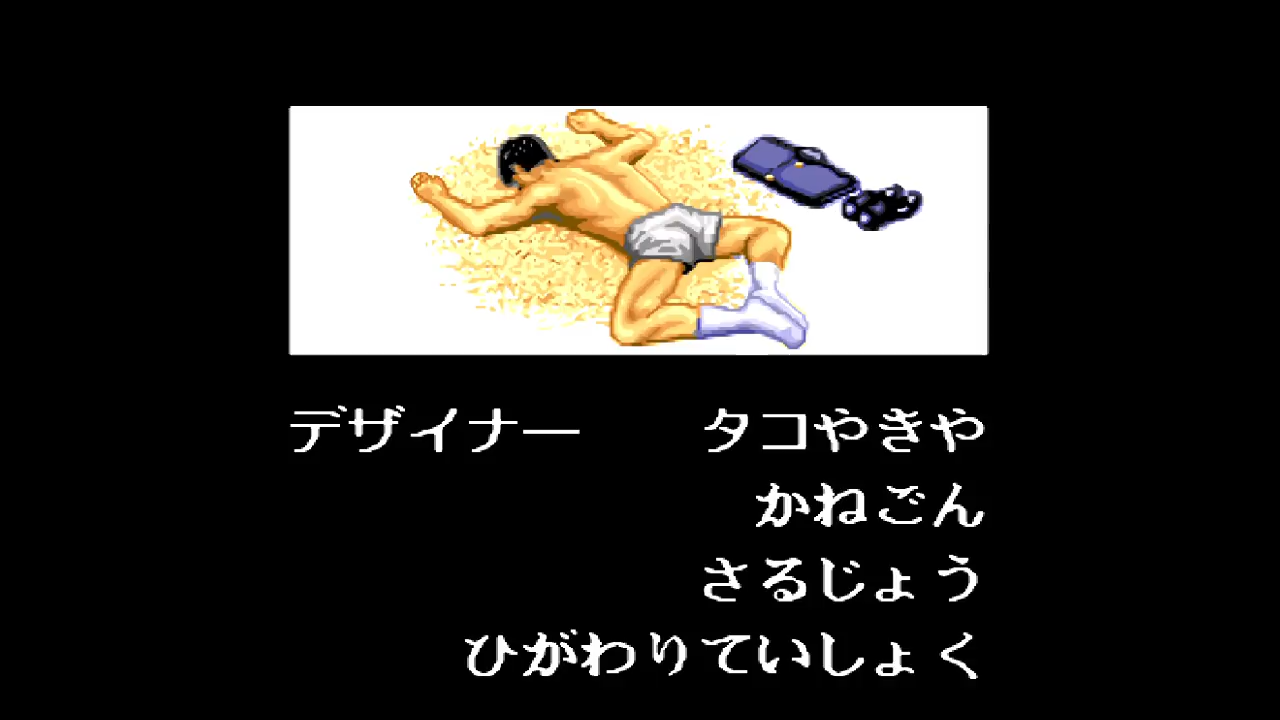 デザイナー　　タコやきや
かねごん
さるじょう
ひがわりていしょく